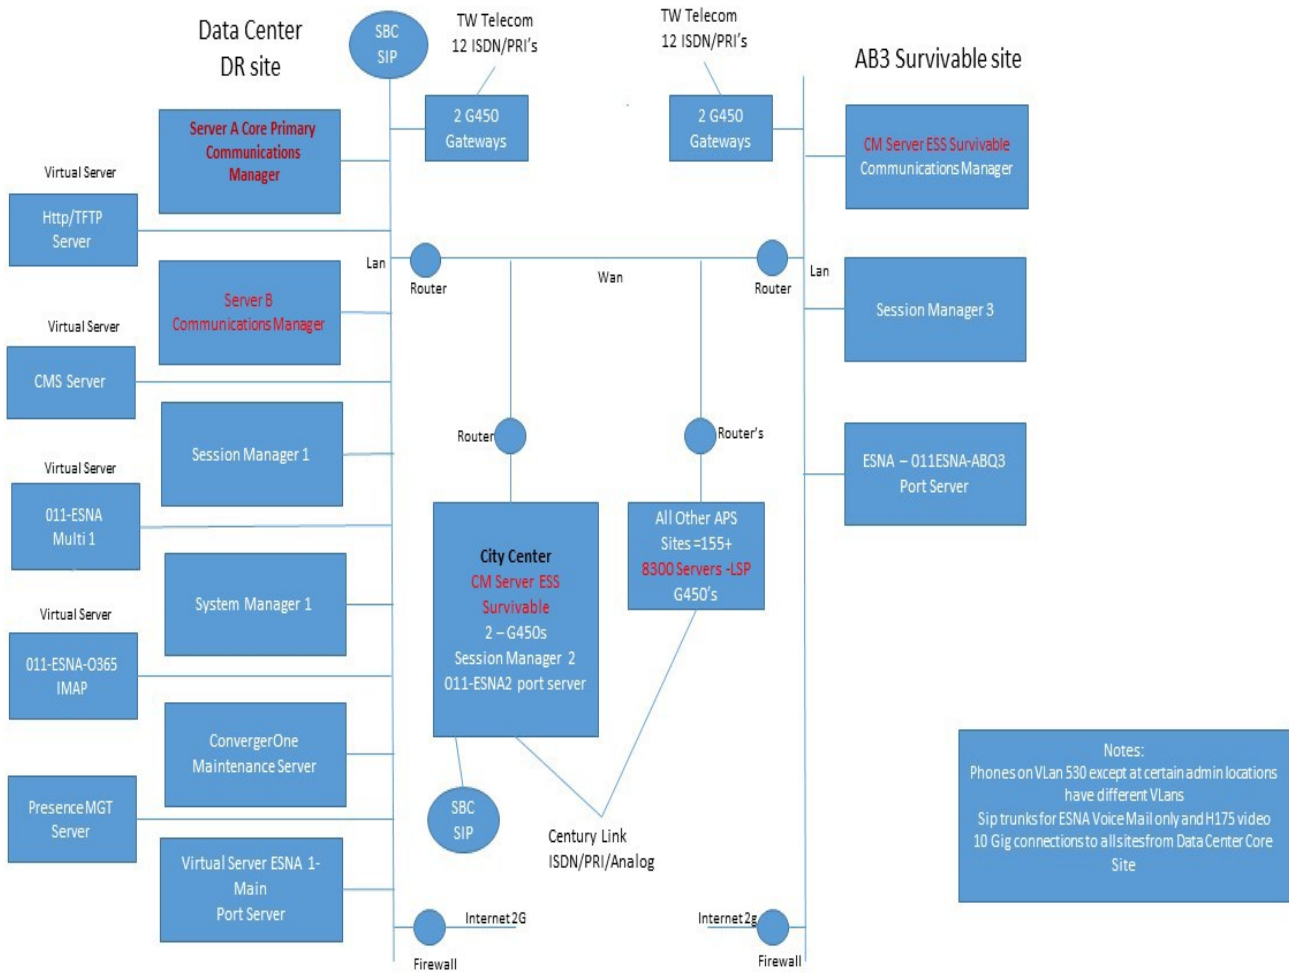 Data Center
DR site
SBC
SIP
TW Telecom
12 ISDN/PRI's
TW Telecom
12 ISDN/PRI's
AB3 Survivable site
2 G450
Gateways
2 G450
Gateways
Server A Core Primary
Communications
Manager
CM Server ESS Survivable
Communications Manager
Virtual Server
Http/TFTP
Server
Lan
Router
Wan
Router
Lan
Server B
Communications Manager
Session Manager 3
Virtual Server
CMS Server
Session Manager 1
Router
Router's
ESNA – 011ESNA-ABQ3
Port Server
Virtual Server
011-ESNA
Multi 1
City Center
CM Server ESS
Survivable
2 – G450s
Session Manager 2
011-ESNA2 port server
All Other APS
Sites =155+
8300 Servers -LSP
G450's
System Manager 1
Virtual Server
011-ESNA-O365
IMAP
ConvergerOne
Maintenance Server
Presence MGT
Server
SBC
SIP
Century Link
ISDN/PRI/Analog
Virtual Server ESNA 1-
Main
Port Server
Internet 2G
Firewall
Internet 2g
Firewall
Notes:
Phones on VLan 530 except at certain admin locations
have different VLans
Sip trunks for ESNA Voice Mail only and H175 video
10 Gig connections to all sites from Data Center Core
Site